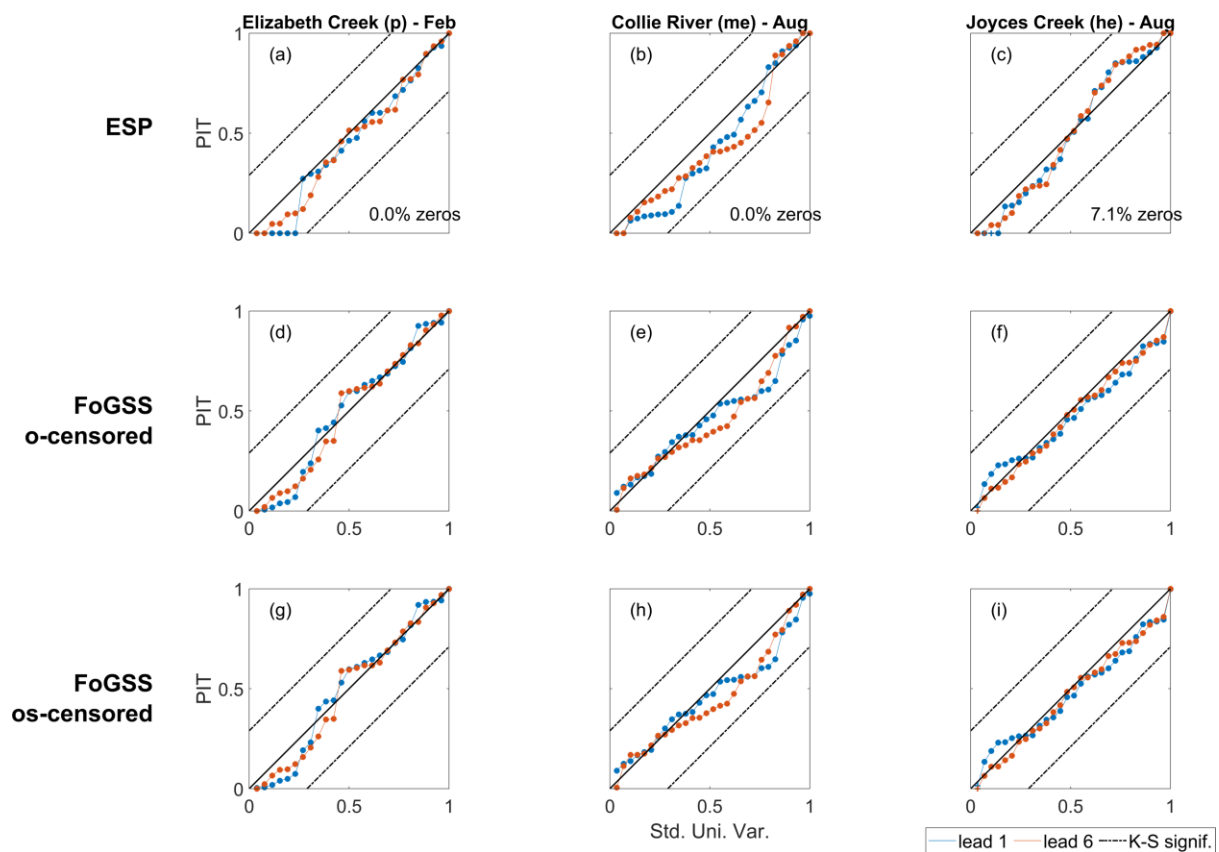 Elizabeth Creek (p) - Feb
Collie River (me) - Aug
Joyces Creek (he) - Aug
ESP
PIT
1
0.5
0
(a)
0.0% zeros
(b)
0.0% zeros
(c)
7.1% zeros
FoGSS
o-censored
PIT
1
0.5
0
(d)
0
0.5
1
(e)
0
0.5
1
(f)
0
0.5
1
FoGSS
os-censored
PIT
1
0.5
0
(g)
0
0.5
1
(h)
0
0.5
1
(i)
0
0.5
1
Std. Uni. Var.
lead 1 lead 6 K-S signif.